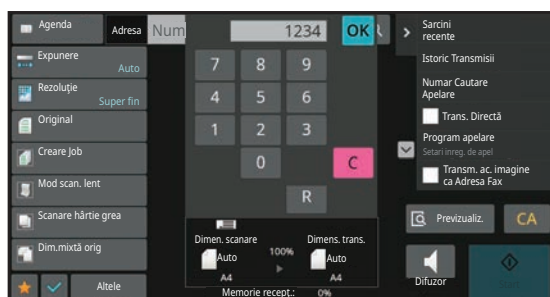 Agenda
Adresa
Num
1234
OK
Expunere
Auto
Rezoluție
Super fin
Original
Creare Job
Mod scan. lent
Scanare hârtie grea
Dim.mixtă orig
Altele
7 8 9
4 5 6
1 2 3
0 C
R
Dimen. scanare
Dimens. trans.
Auto
100%
Auto
A4
A4
Memorie recept.: 0%
Sarcini
recente
Istoric Transmisii
Numar Cautare
Apelare
Trans. Directă
Program apelare
Setari inreg. de apel
Transm. ac. imagine
ca Adresa Fax
Previzualiz.
CA
Difuzor
Start